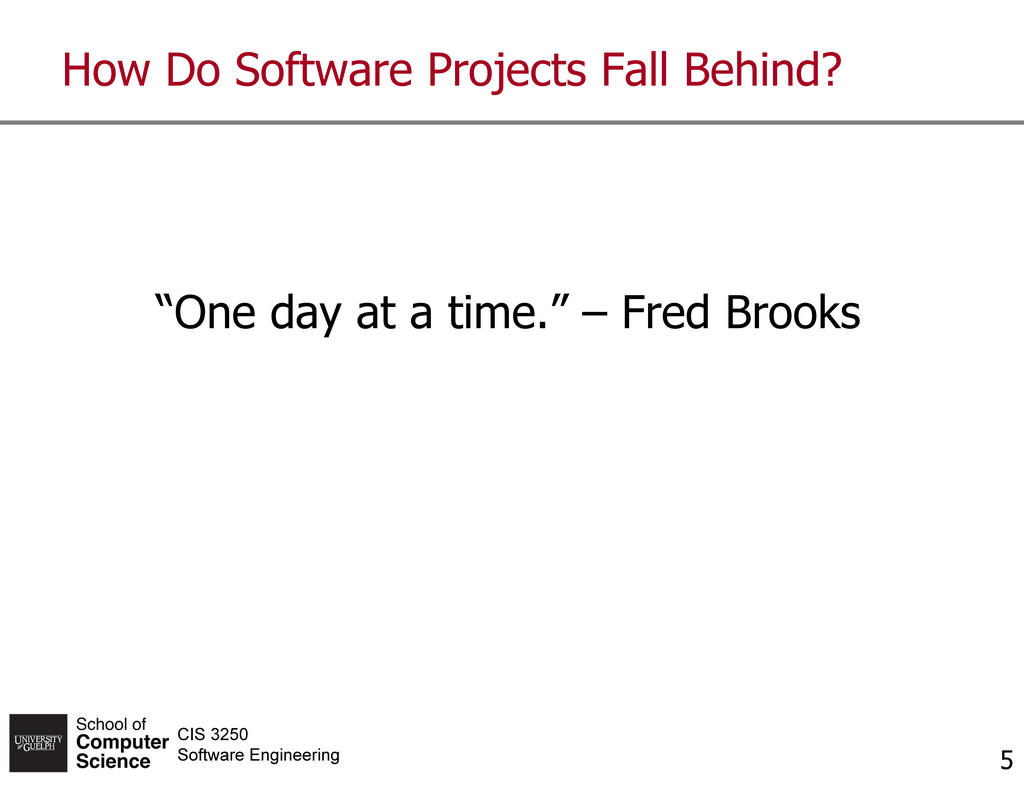 How Do Software Projects Fall Behind?
“One day at a time.” – Fred Brooks
UNIVERSITY
of GUELPH
School of
Computer
Science
CIS 3250
Software Engineering
5